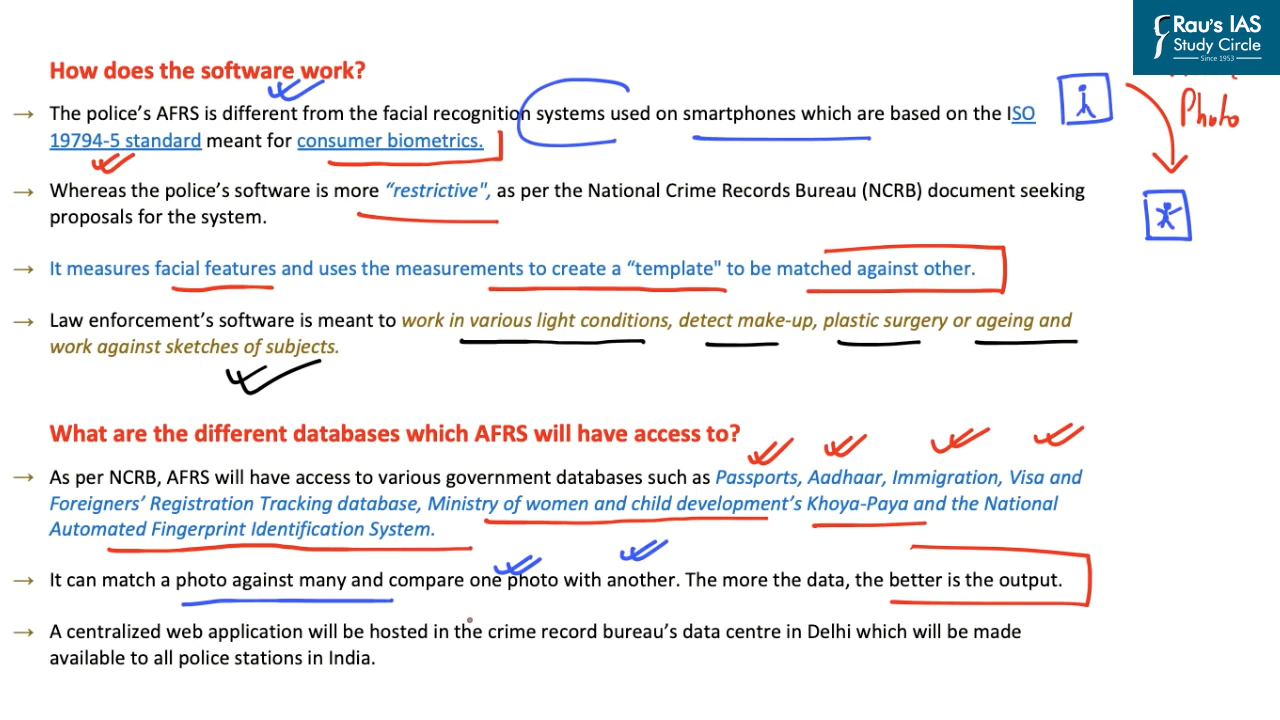 Rau's IAS
Study Circle
Since 1953
How does the software work?
→ The police's AFRS is different from the facial recognition systems used on smartphones which are based on the ISO
19794-5 standard meant for consumer biometrics.
→ Whereas the police's software is more “restrictive", as per the National Crime Records Bureau (NCRB) document seeking
proposals for the system.
→ It measures facial features and uses the measurements to create a “template" to be matched against other.
→ Law enforcement's software is meant to work in various light conditions, detect make-up, plastic surgery or ageing and
work against sketches of subjects.
What are the different databases which AFRS will have access to?
→ As per NCRB, AFRS will have access to various government databases such as Passports, Aadhaar, Immigration, Visa and
Foreigners' Registration Tracking database, Ministry of women and child development's Khoya-Paya and the National
Automated Fingerprint Identification System.
→ It can match a photo against many and compare one photo with another. The more the data, the better is the output.
→ A centralized web application will be hosted in the crime record bureau's data centre in Delhi which will be made
available to all police stations in India.
Photo